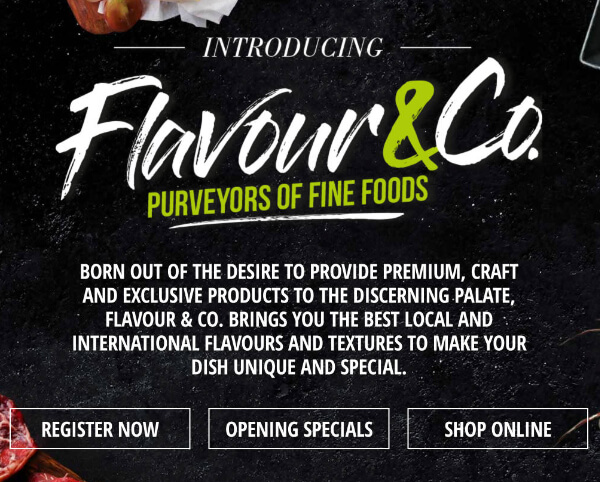 INTRODUCING
Flavour & Co.
PURVEYORS OF FINE FOODS
BORN OUT OF THE DESIRE TO PROVIDE PREMIUM, CRAFT
AND EXCLUSIVE PRODUCTS TO THE DISCERNING PALATE,
FLAVOUR & CO. BRINGS YOU THE BEST LOCAL AND
INTERNATIONAL FLAVOURS AND TEXTURES TO MAKE YOUR
DISH UNIQUE AND SPECIAL.
REGISTER NOW
OPENING SPECIALS
SHOP ONLINE